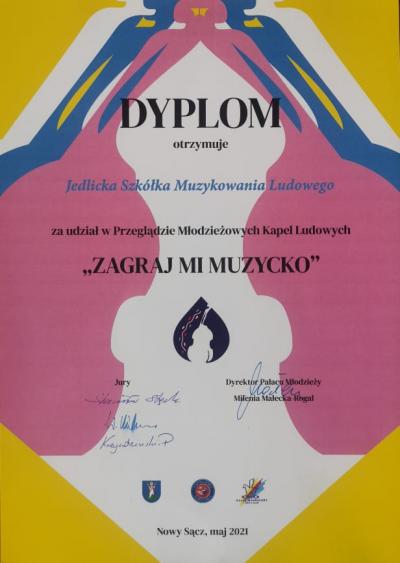 DYPLOM
otrzymuje
Jedlicka Szkółka Muzykowania Ludowego
za udział w Przeglądzie Młodzieżowych Kapel Ludowych
„ZAGRAJ MI MUZYCKO”
Jury
Dyrektor Pałacu Młodzieży
Milenia Małecka-Rogal
Nowy Sącz, maj 2021